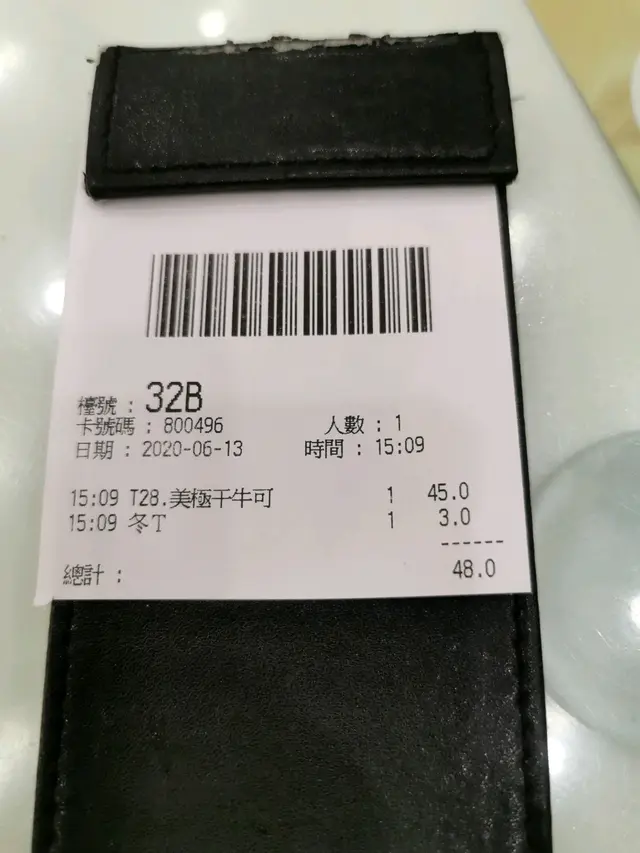 檯號 : 32B
卡號碼 : 800496 人數 : 1
日期 : 2020-06-13 時間 : 15:09
15:09 T28.美極干牛可 1 45.0
15:09 冬T 1 3.0
------
總計 : 48.0